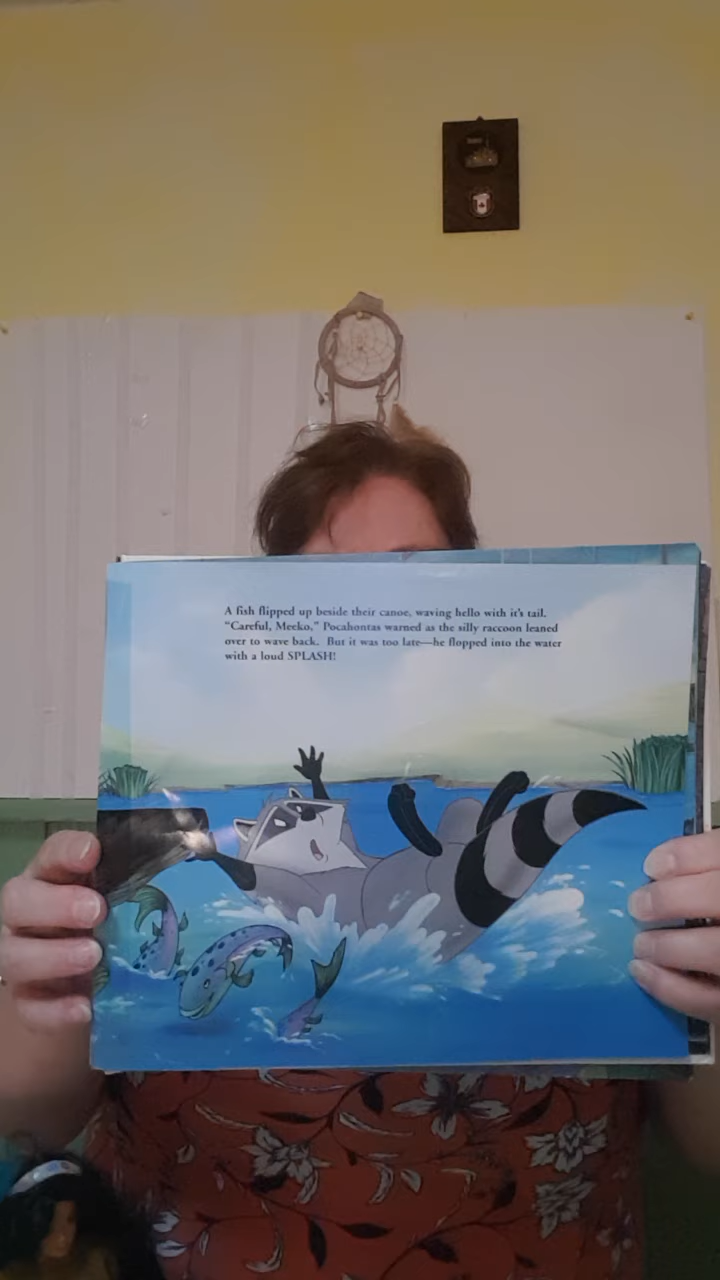 A fish flipped up beside their canoe, waving hello with it's tail.
“Careful, Meeko,” Pocahontas warned as the silly raccoon leaned
over to wave back. But it was too late—he flopped into the water
with a loud SPLASH!